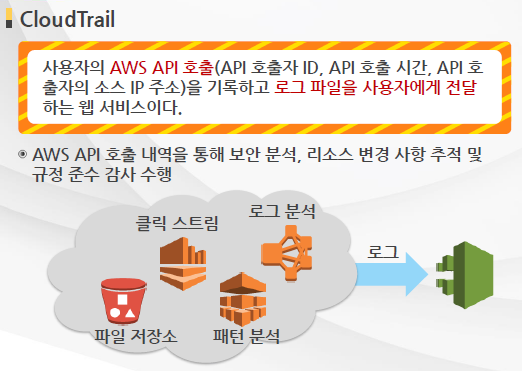 CloudTrail
사용자의 AWS API 호출(API 호출자 ID, API 호출 시간, API 호
출자의 소스 IP 주소)을 기록하고 로그 파일을 사용자에게 전달
하는 웹 서비스이다.
◉ AWS API 호출 내역을 통해 보안 분석, 리소스 변경 사항 추적 및
규정 준수 감사 수행
클릭 스트림
로그 분석
로그
파일 저장소
패턴 분석